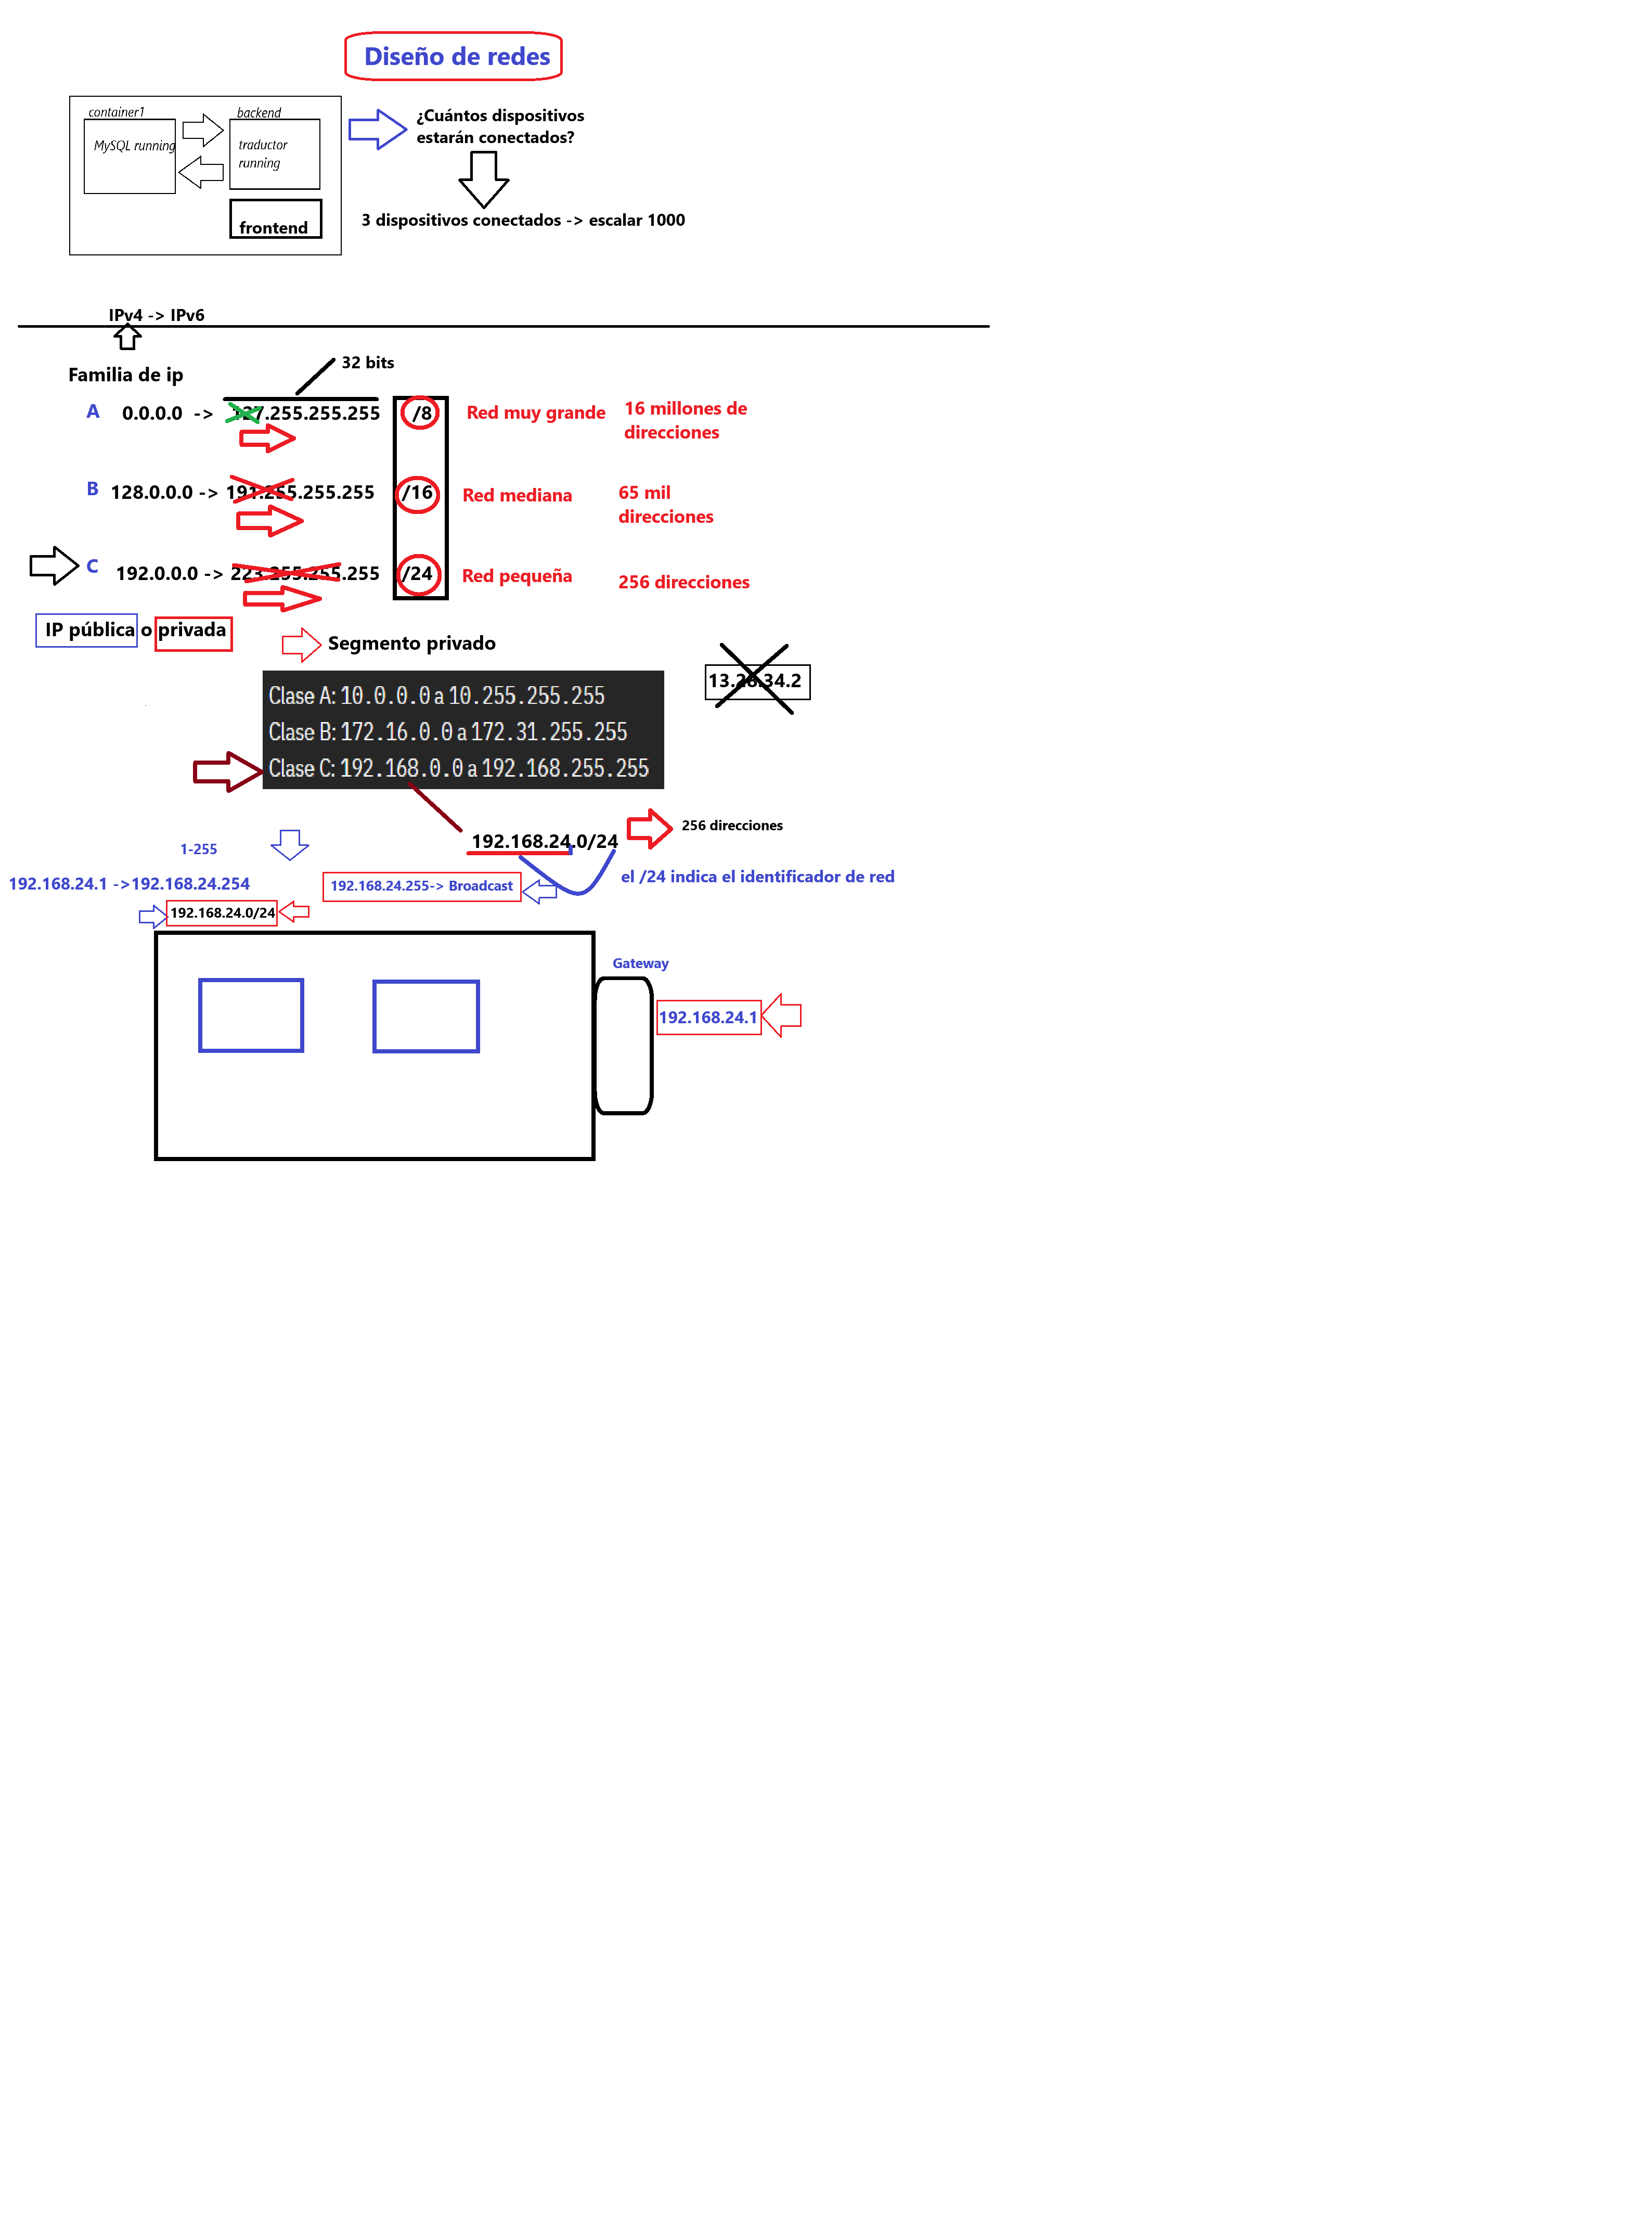 Diseño de redes
container1
backend
MySQL running
traductor
running
frontend
¿Cuántos dispositivos
estarán conectados?
3 dispositivos conectados -> escalar 1000
IPv4 -> IPv6
Familia de ip
32 bits
A 0.0.0.0 -> 127.255.255.255 /8 Red muy grande
16 millones de
direcciones
B 128.0.0.0 -> 191.255.255.255 /16 Red mediana
65 mil
direcciones
C 192.0.0.0 -> 223.255.255.255 /24 Red pequeña 256 direcciones
IP pública o privada
Segmento privado
13.28.34.2
Clase A: 10.0.0.0 a 10.255.255.255
Clase B: 172.16.0.0 a 172.31.255.255
Clase C: 192.168.0.0 a 192.168.255.255
192.168.24.0/24
256 direcciones
1-255
el /24 indica el identificador de red
192.168.24.1 ->192.168.24.254
192.168.24.255-> Broadcast
192.168.24.0/24
Gateway
192.168.24.1